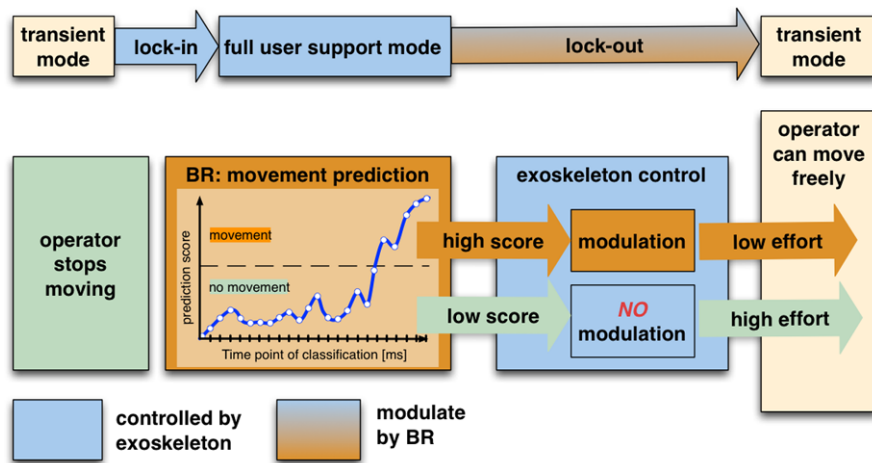 transient
mode
lock-in
full user support mode
lock-out
transient
mode
operator
stops
moving
BR: movement prediction
prediction score
movement
no movement
Time point of classification [ms]
high score
low score
exoskeleton control
modulation
NO
modulation
low effort
high effort
operator
can move
freely
controlled by
exoskeleton
modulate
by BR